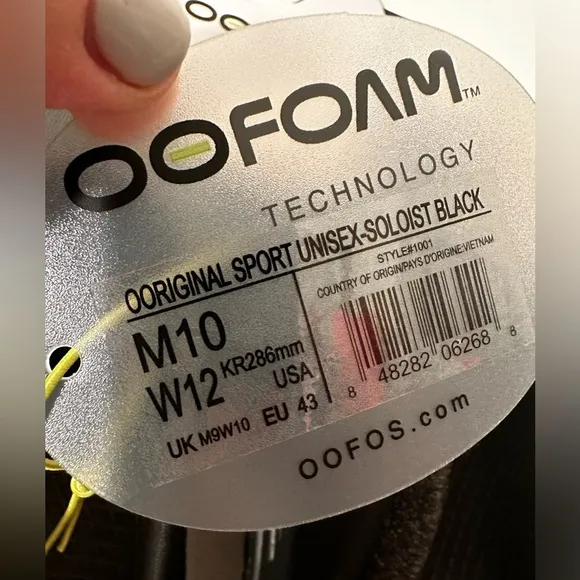 OOFOAM™
TECHNOLOGY
OORIGINAL SPORT UNISEX-SOLOIST BLACK
M10
W12 KR286mm
USA
UK M9W10 EU 43
STYLE#1001
COUNTRY OF ORIGIN/PAYS D'ORIGINE:VIETNAM
8 48282 06268 8
OOFOS.com